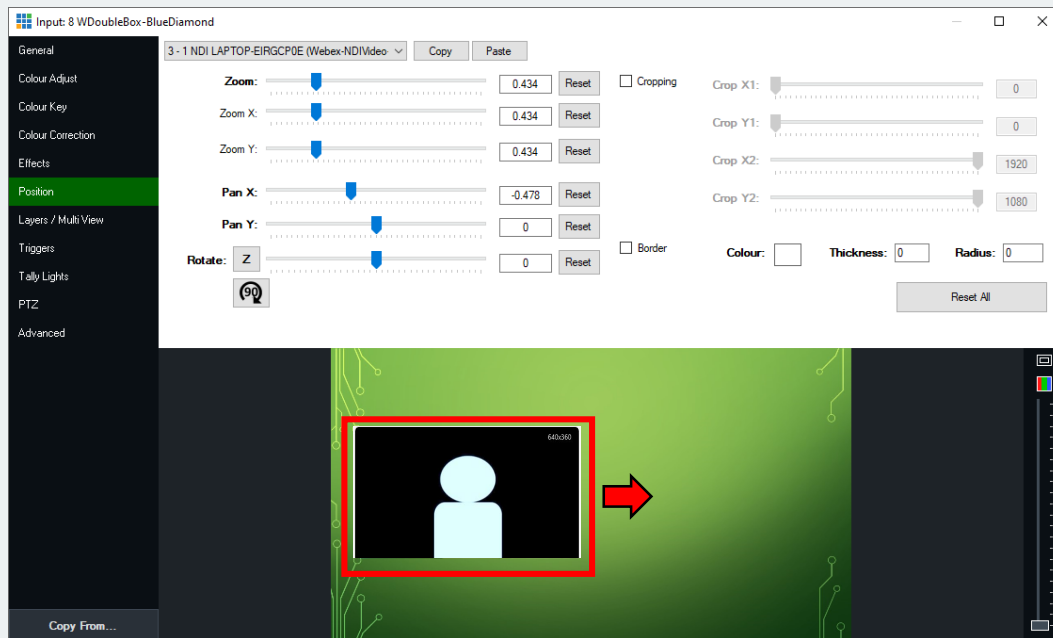 Input: 8 WDoubleBox-BlueDiamond
General
Colour Adjust
Colour Key
Colour Correction
Effects
Position
Layers / Multi View
Triggers
Tally Lights
PTZ
Advanced
Copy From...
3 - 1 NDI LAPTOP-EIRGCP0E (Webex-NDIVideo-
Copy
Paste
Zoom: 0.434 Reset
Zoom X: 0.434 Reset
Zoom Y: 0.434 Reset
Pan X: -0.478 Reset
Pan Y: 0 Reset
Rotate: Z 0 Reset
90
Cropping
Crop X1: 0
Crop Y1: 0
Crop X2: 1920
Crop Y2: 1080
Border
Colour: Thickness: 0 Radius: 0
Reset All
640x360